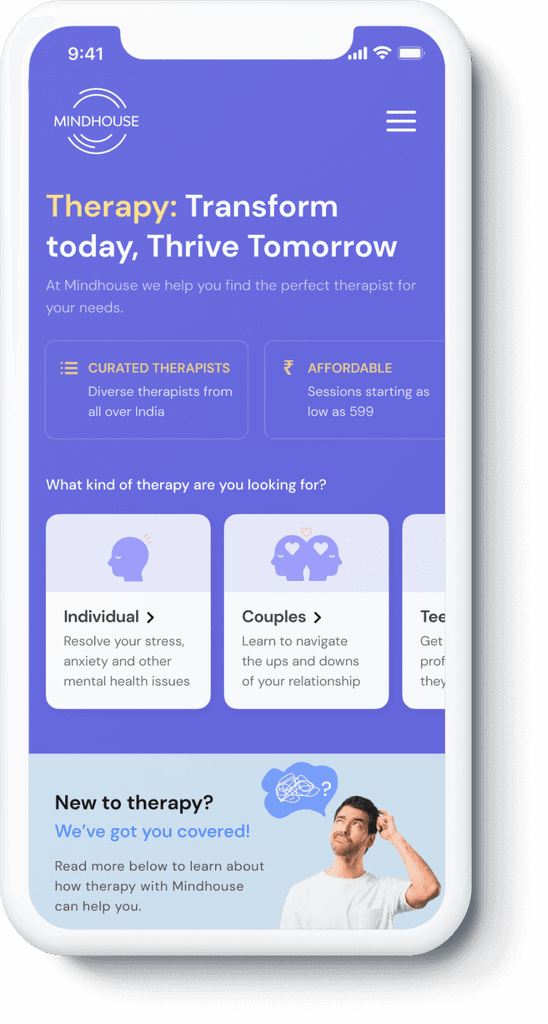 9:41
MINDHOUSE
Therapy: Transform
today, Thrive Tomorrow
At Mindhouse we help you find the perfect therapist for
your needs.
CURATED THERAPISTS
Diverse therapists from
all over India
₹ AFFORDABLE
Sessions starting as
low as 599
What kind of therapy are you looking for?
Individual
Resolve your stress,
anxiety and other
mental health issues
Couples
Learn to navigate
the ups and downs
of your relationship
Tee
Get
prof
they
?
New to therapy?
We’ve got you covered!
Read more below to learn about
how therapy with Mindhouse
can help you.